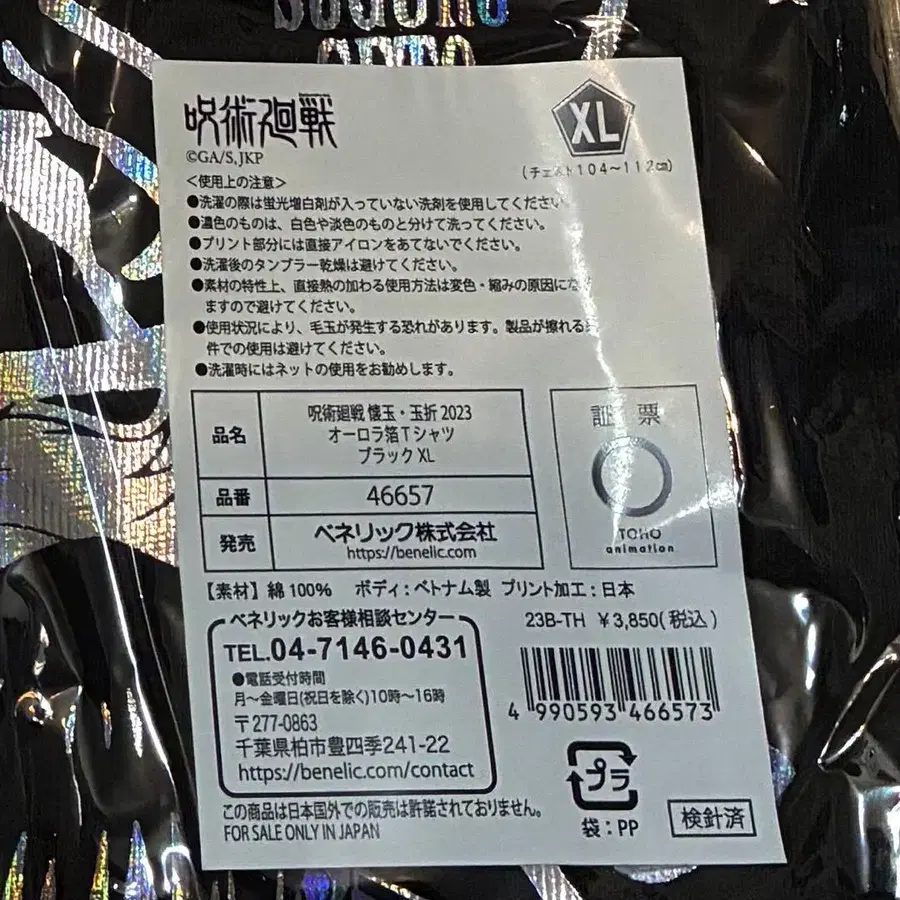 SUGURU
GETO
呪術廻戦
©GA/S, JKP
XL
(チェスト104~112㎝)
<使用上の注意>
●洗濯の際は蛍光増白剤が入っていない洗剤を使用してください
●濃色のものは、白色や淡色のものと分けて洗ってください。
●プリント部分には直接アイロンをあてないでください。
●洗濯後のタンブラー乾燥は避けてください。
●素材の特性上、直接熱の加わる使用方法は変色・縮みの原因にな
ますので避けてください。
●使用状況により、毛玉が発生する恐れがあります。製品が擦れる
件での使用は避けてください。
●洗濯時にはネットの使用をお勧めします。
品名
呪術廻戦 懐玉・玉折 2023
オーロラ箔Tシャツ
ブラック XL
品番
46657
発売
ベネリック株式会社
https://benelic.com
証票
TOHO
animation
【素材】綿100% ボディ:ベトナム製 プリント加工:日本
ベネリックお客様相談センター
TEL.04-7146-0431
●電話受付時間
月~金曜日(祝日を除く)10時~16時
〒277-0863
千葉県柏市豊四季241-22
https://benelic.com/contact
23B-TH ¥3,850(税込)
4 990593 466573
プラ
袋:PP
検針済
この商品は日本国外での販売は許諾されておりません。
FOR SALE ONLY IN JAPAN